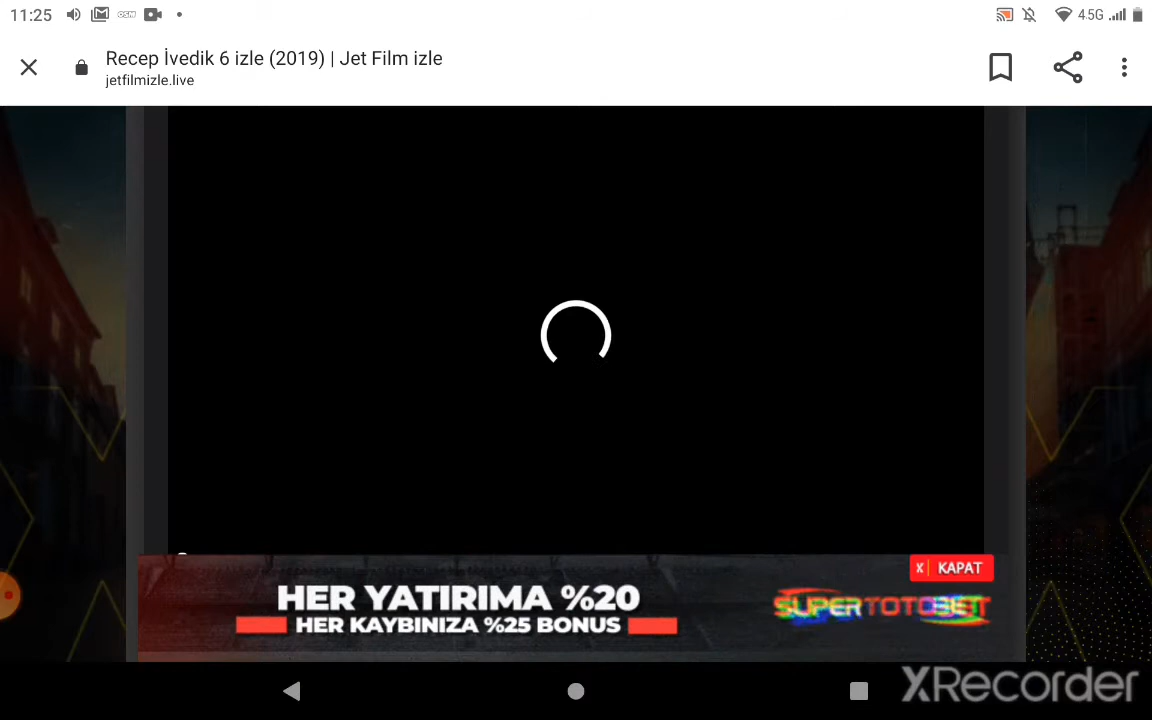 11:25 OSM 4.5G
Recep İvedik 6 izle (2019) | Jet Film izle
jetfilmizle.live
X | KAPAT
HER YATIRIMA %20
HER KAYBINIZA %25 BONUS
SUPERTOTOBET
XRecorder